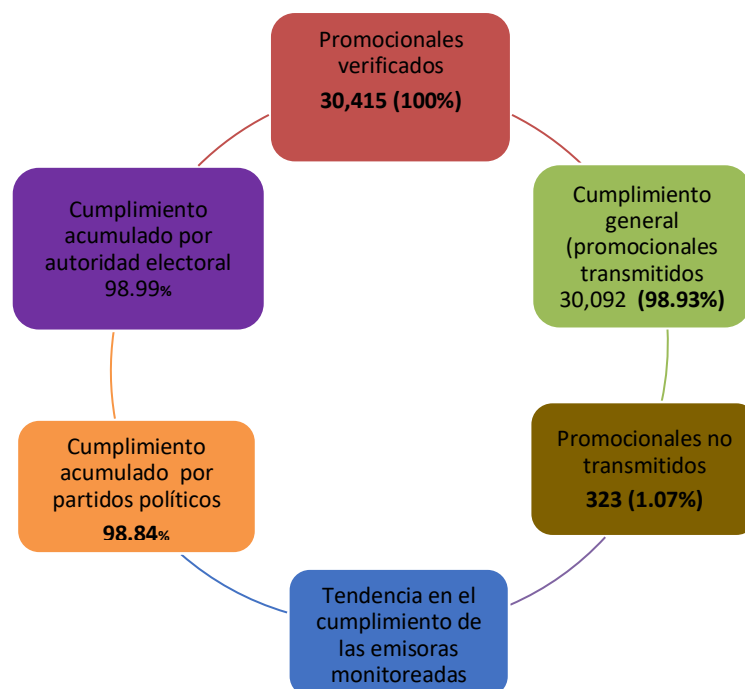 Promocionales
verificados
30,415 (100%)
Cumplimiento
general
(promocionales
transmitidos
30,092 (98.93%)
Promocionales no
transmitidos
323 (1.07%)
Tendencia en el
cumplimiento de
las emisoras
monitoreadas
Cumplimiento
acumulado por
partidos políticos
98.84%
Cumplimiento
acumulado por
autoridad electoral
98.99%